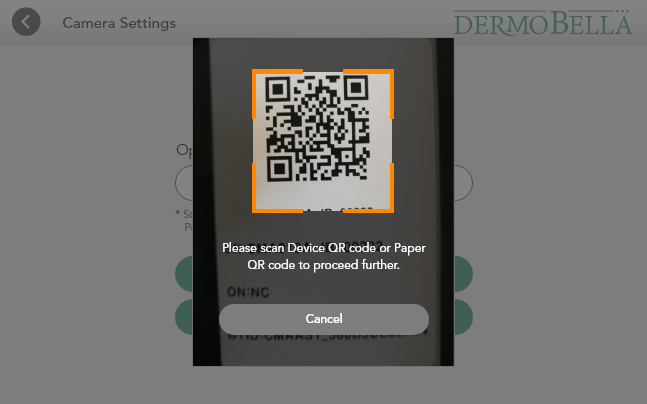 Camera Settings
DERMOBELLA
Please scan Device QR code or Paper
QR code to proceed further.
ON:NC
Cancel